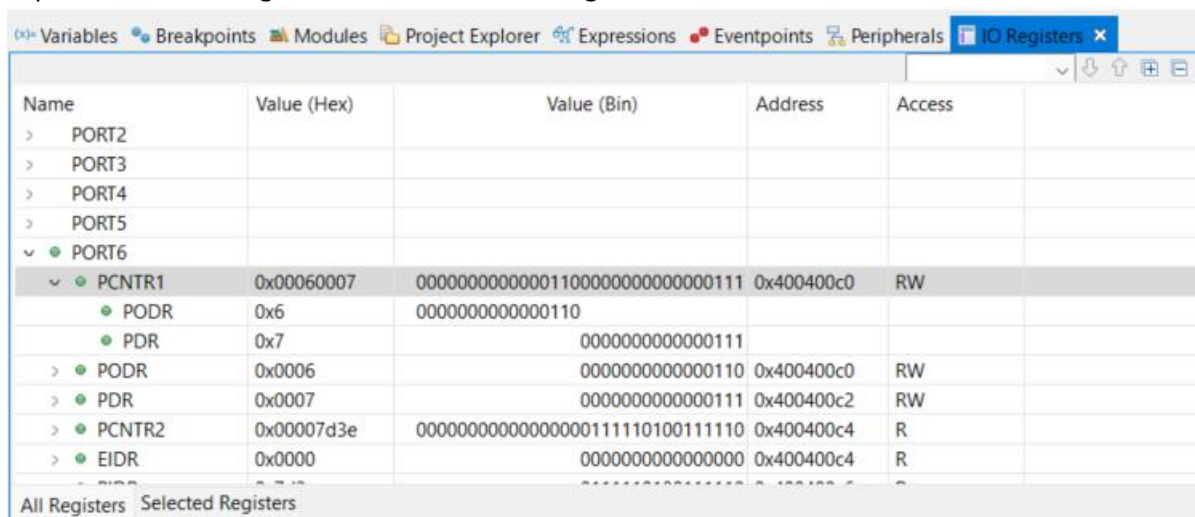 (x)= Variables Breakpoints Modules Project Explorer Expressions Eventpoints Peripherals IO Registers
Name Value (Hex) Value (Bin) Address Access
PORT2
PORT3
PORT4
PORT5
PORT6
PCNTR1 0x00060007 00000000000001100000000000000111 0x400400c0 RW
PODR 0x6 0000000000000110
PDR 0x7 0000000000000111
PODR 0x0006 0000000000000110 0x400400c0 RW
PDR 0x0007 0000000000000111 0x400400c2 RW
PCNTR2 0x00007d3e 00000000000000000111110100111110 0x400400c4 R
EIDR 0x0000 0000000000000000 0x400400c4 R
All Registers Selected Registers